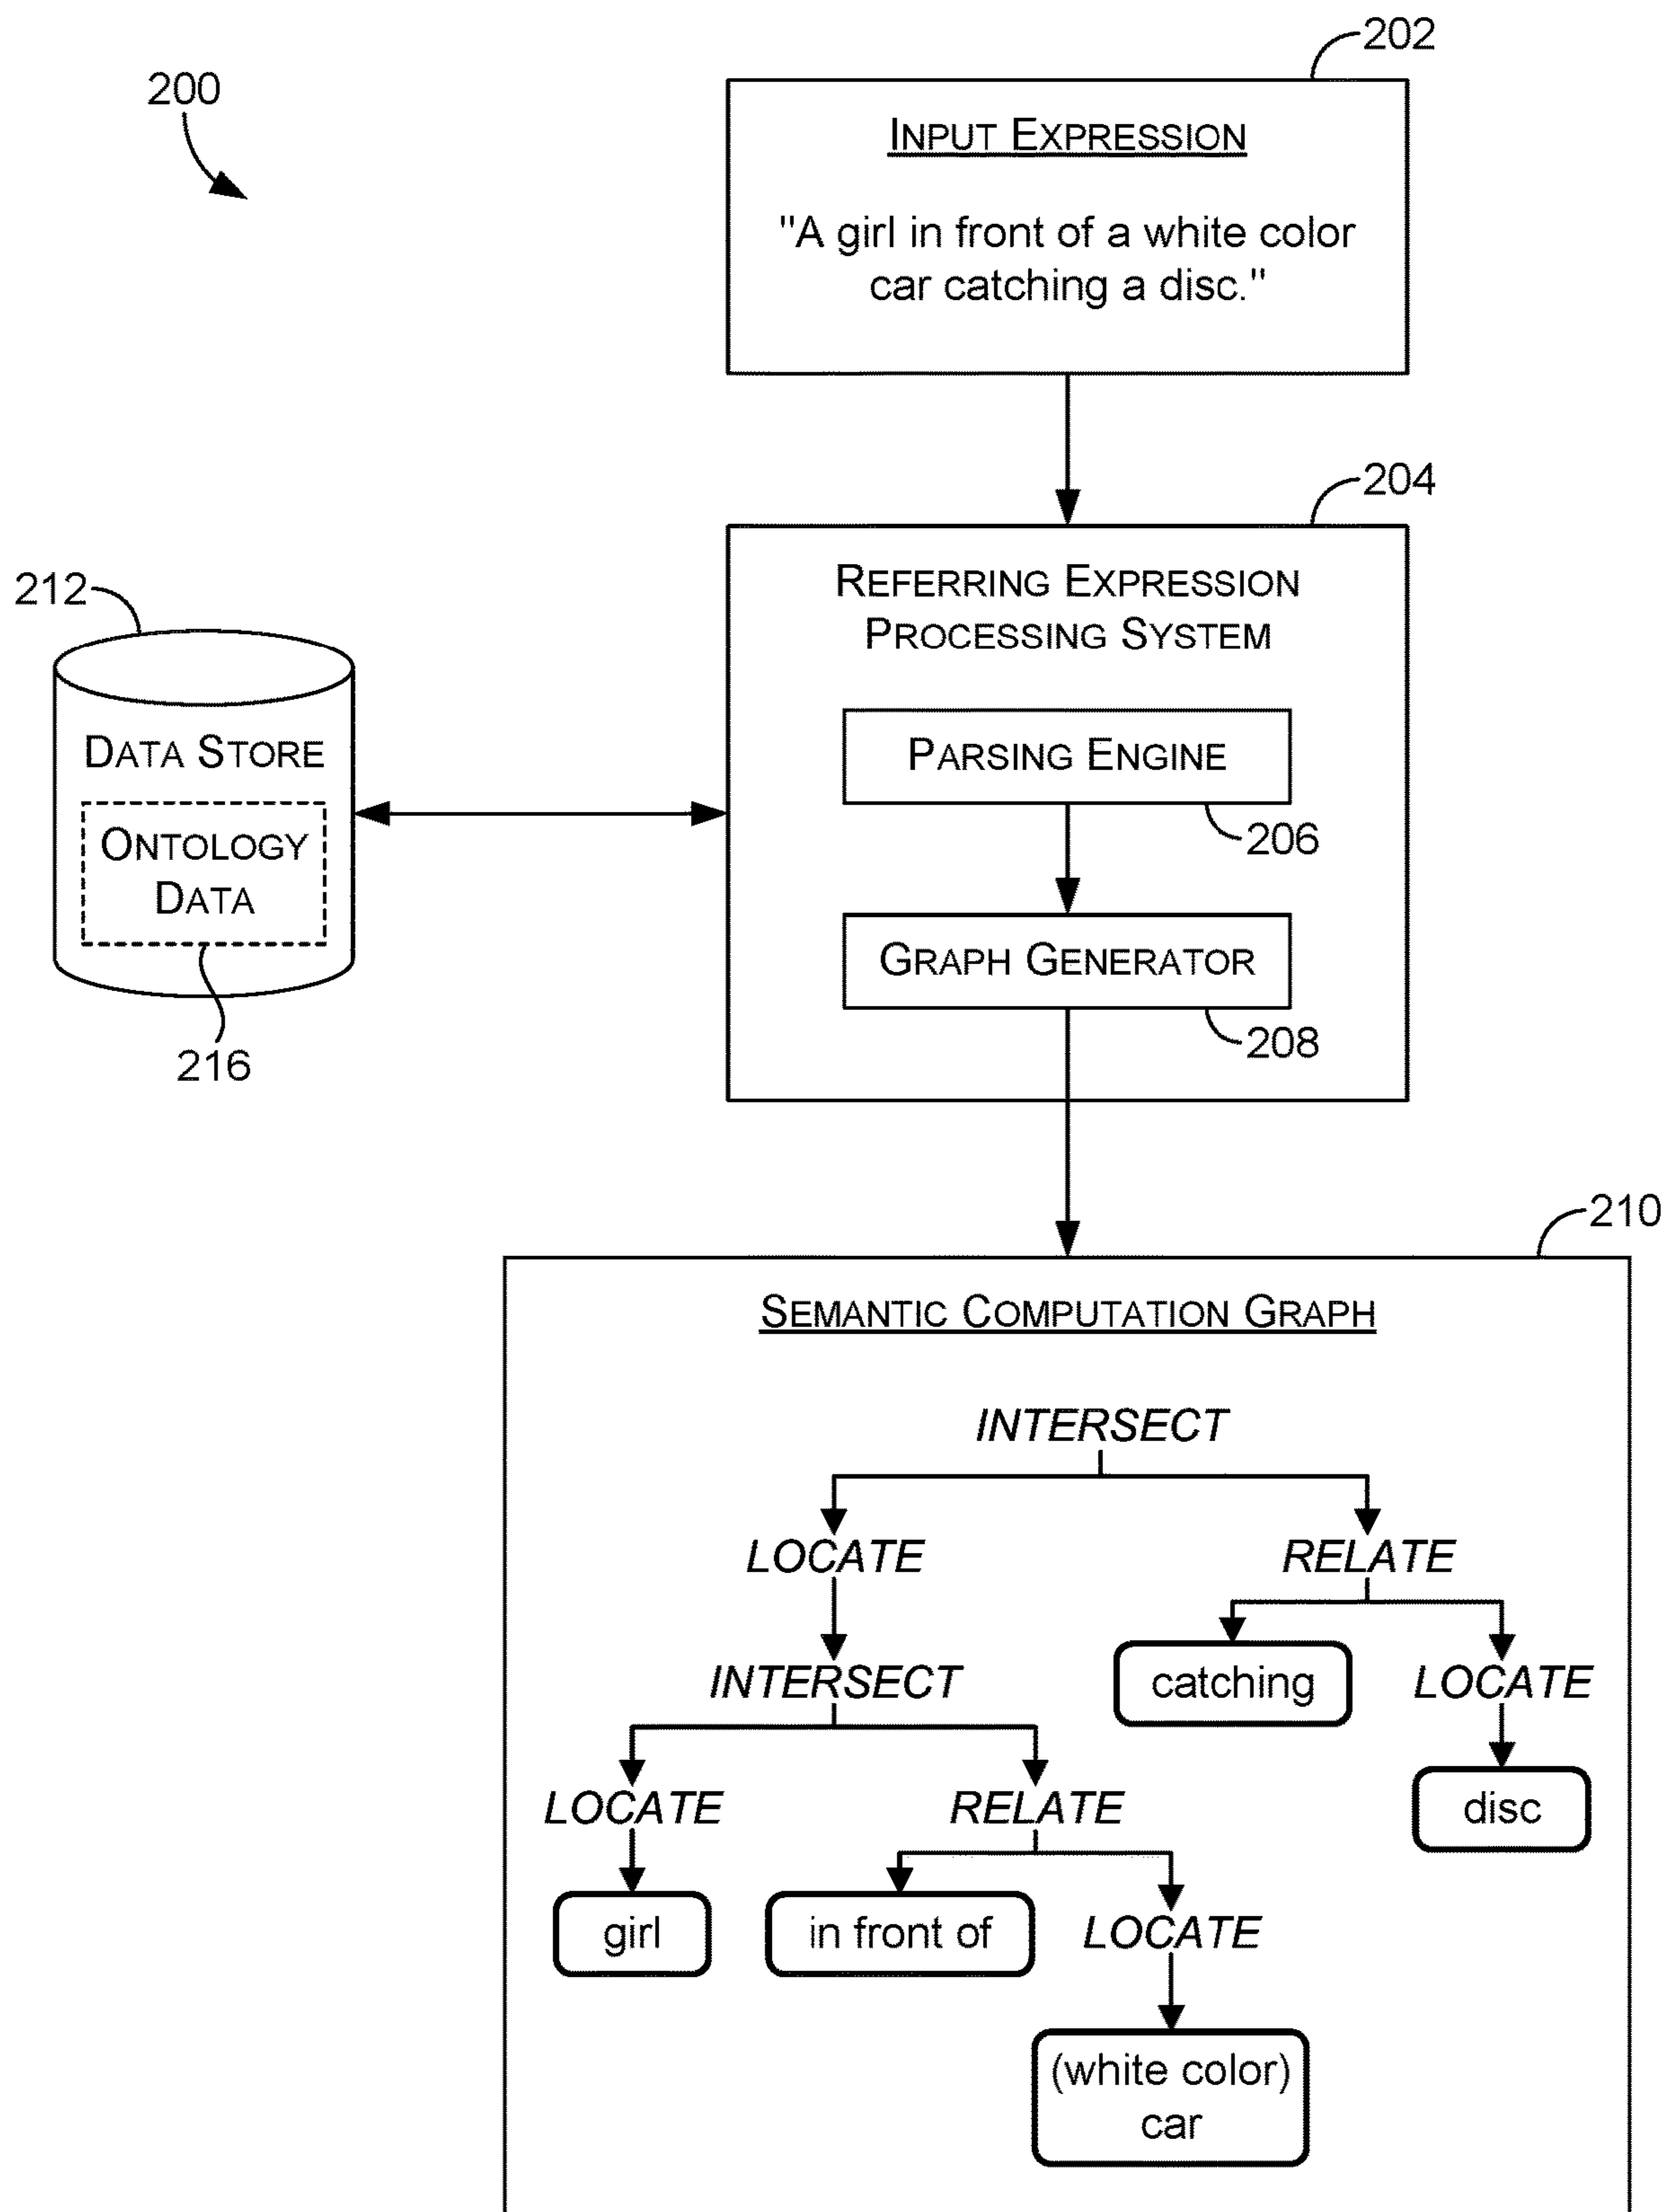 200
202
INPUT EXPRESSION
"A girl in front of a white color
car catching a disc."
204
REFERRING EXPRESSION
PROCESSING SYSTEM
PARSING ENGINE
206
GRAPH GENERATOR
208
212
DATA STORE
ONTOLOGY
DATA
216
210
SEMANTIC COMPUTATION GRAPH
INTERSECT
LOCATE
RELATE
INTERSECT
catching
LOCATE
LOCATE
RELATE
disc
girl
in front of
LOCATE
(white color)
car